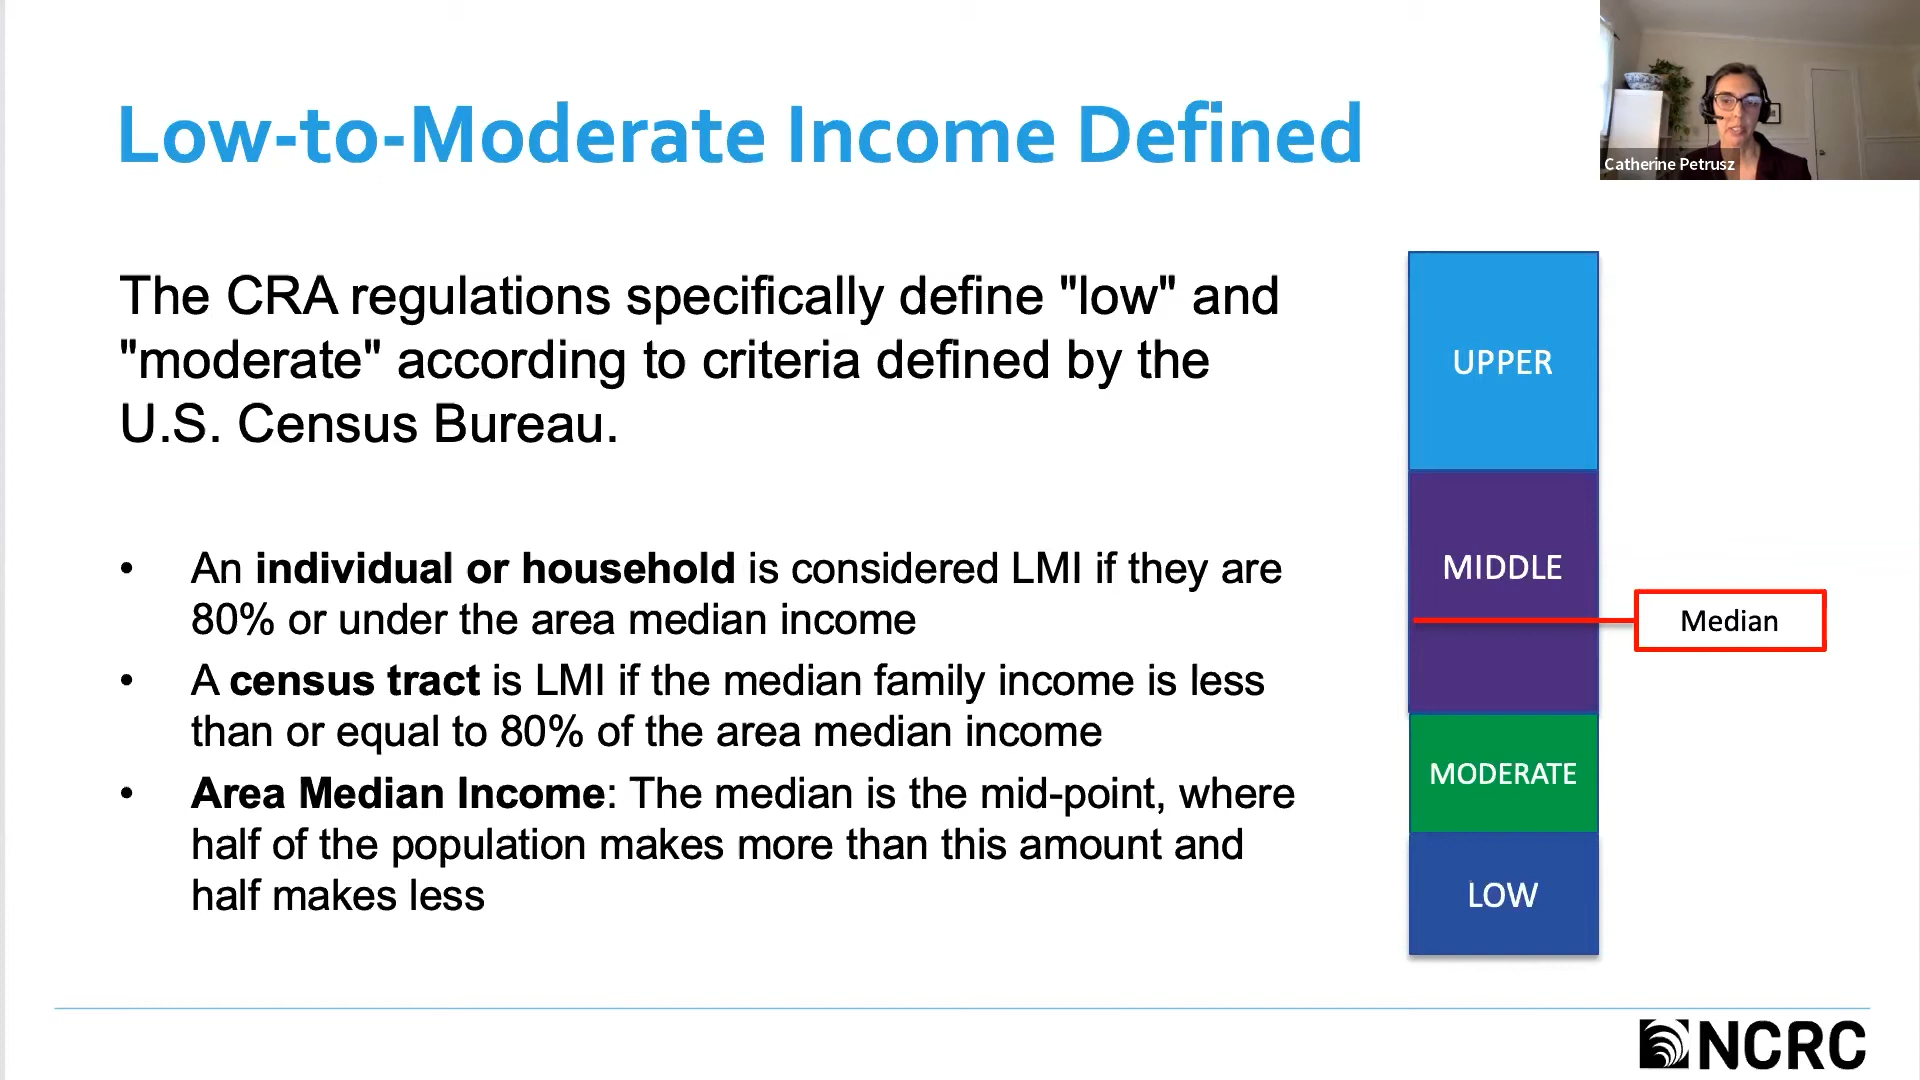 Low-to-Moderate Income Defined
Catherine Petrusz
The CRA regulations specifically define "low" and
"moderate" according to criteria defined by the
U.S. Census Bureau.
• An individual or household is considered LMI if they are
80% or under the area median income
• A census tract is LMI if the median family income is less
than or equal to 80% of the area median income
• Area Median Income: The median is the mid-point, where
half of the population makes more than this amount and
half makes less
UPPER
MIDDLE
Median
MODERATE
LOW
NCRC